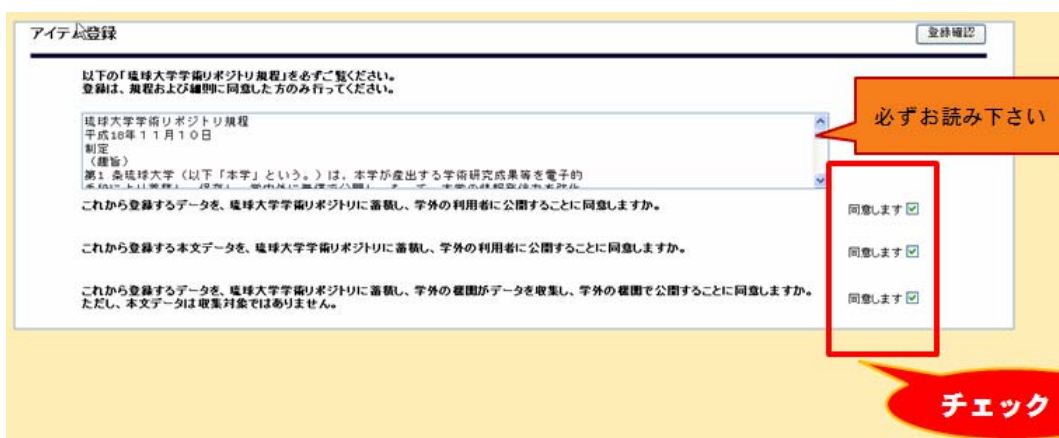 アイテム登録
登録確認
以下の「琉球大学学術リポジトリ規程」を必ずご覧ください。
登録は、規程および細則に同意した方のみ行ってください。
琉球大学学術リポジトリ規程
平成18年11月10日
制定
（趣旨）
第1 条琉球大学（以下「本学」という。）は、本学が産出する学術研究成果等を電子的
必ずお読み下さい
これから登録するデータを、琉球大学学術リポジトリに蓄積し、学外の利用者に公開することに同意しますか。
同意します
これから登録する本文データを、琉球大学学術リポジトリに蓄積し、学外の利用者に公開することに同意しますか。
同意します
これから登録するデータを、琉球大学学術リポジトリに蓄積し、学外の機関がデータを収集し、学外の機関で公開することに同意しますか。
ただし、本文データは収集対象ではありません。
同意します
チェック